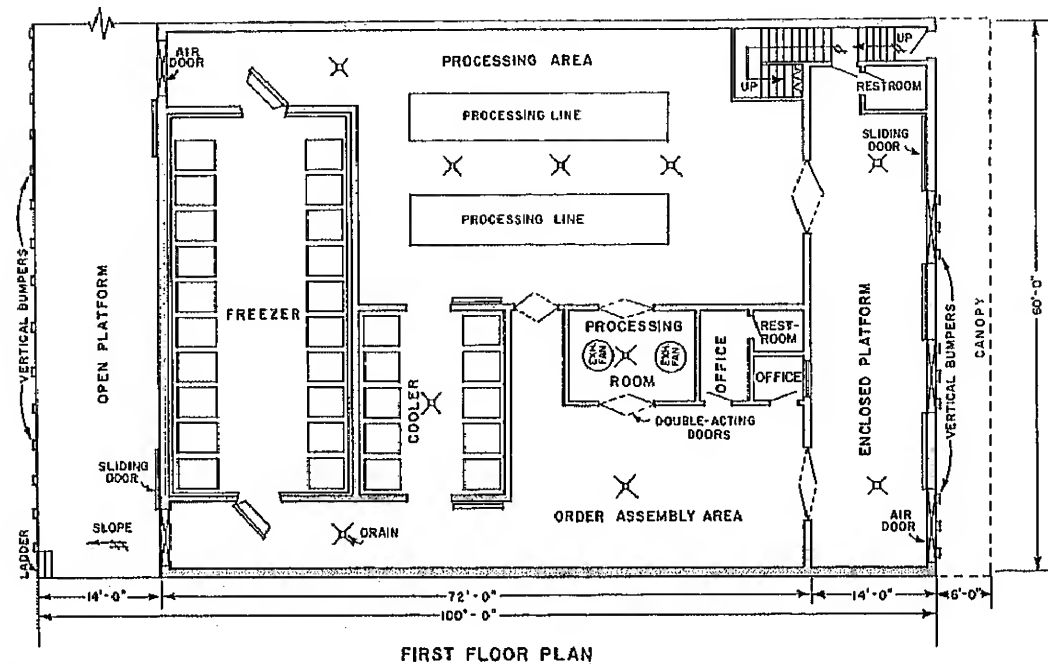 AIR
DOOR
PROCESSING AREA
UP
UP
RESTROOM
PROCESSING LINE
SLIDING
DOOR
PROCESSING LINE
VERTICAL BUMPERS
OPEN PLATFORM
FREEZER
COOLER
PROCESSING
EXH.
FAN
EXH.
FAN
ROOM
OFFICE
REST-
ROOM
OFFICE
ENCLOSED PLATFORM
VERTICAL BUMPERS
CANOPY
60'-0"
DOUBLE-ACTING
DOORS
SLIDING
DOOR
SLOPE
LADDER
DRAIN
ORDER ASSEMBLY AREA
AIR
DOOR
14'-0"
72'-0"
14'-0"
6'-0"
100'-0"
FIRST FLOOR PLAN